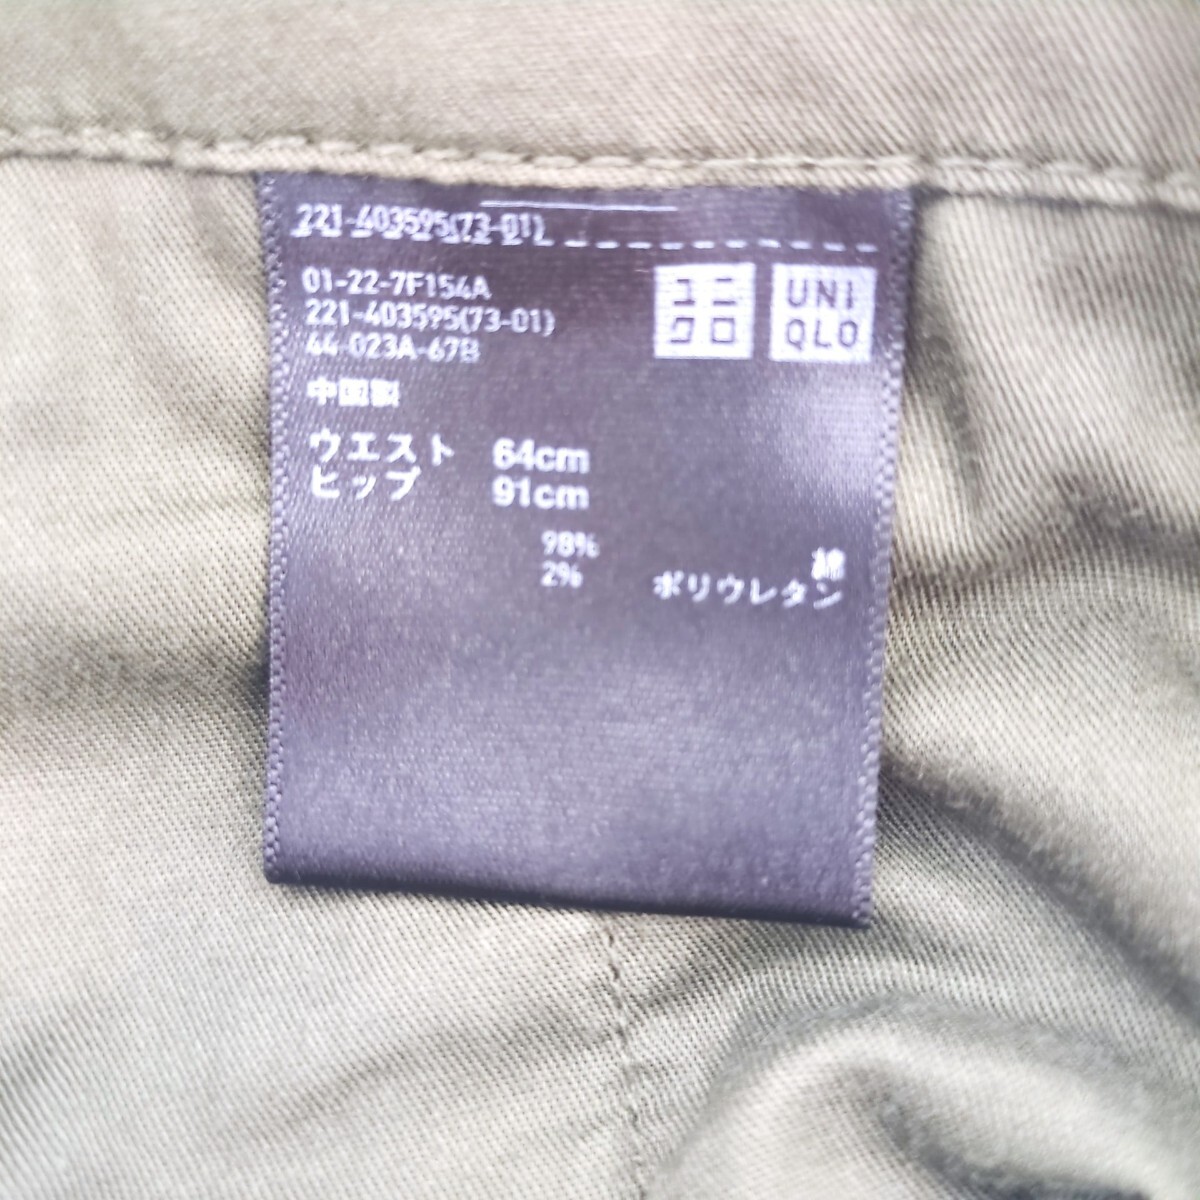 221-403595(73-01)
01-22-7F154A
221-403595(73-01)
44-023A-67B
ユニ
クロ
UNI
QLO
中国製
ウエスト 64cm
ヒップ 91cm
98% 綿
2% ポリウレタン